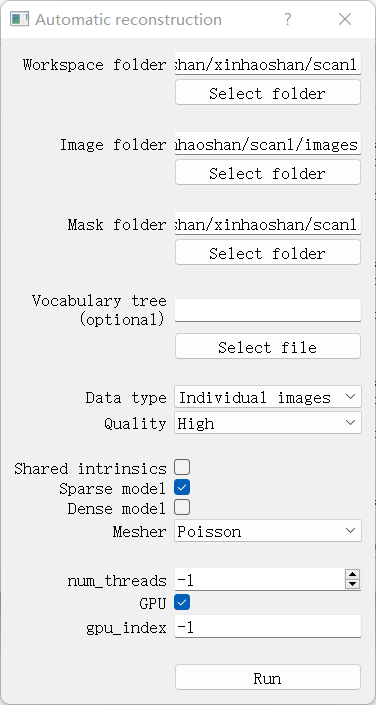 Automatic reconstruction
Workspace folder shan/xinhaoshan/scan1
Select folder
Image folder nhaoshan/scan1/images
Select folder
Mask folder shan/xinhaoshan/scan1
Select folder
Vocabulary tree
(optional)
Select file
Data type Individual images
Quality High
Shared intrinsics
Sparse model
Dense model
Mesher Poisson
num_threads -1
GPU
gpu_index -1
Run